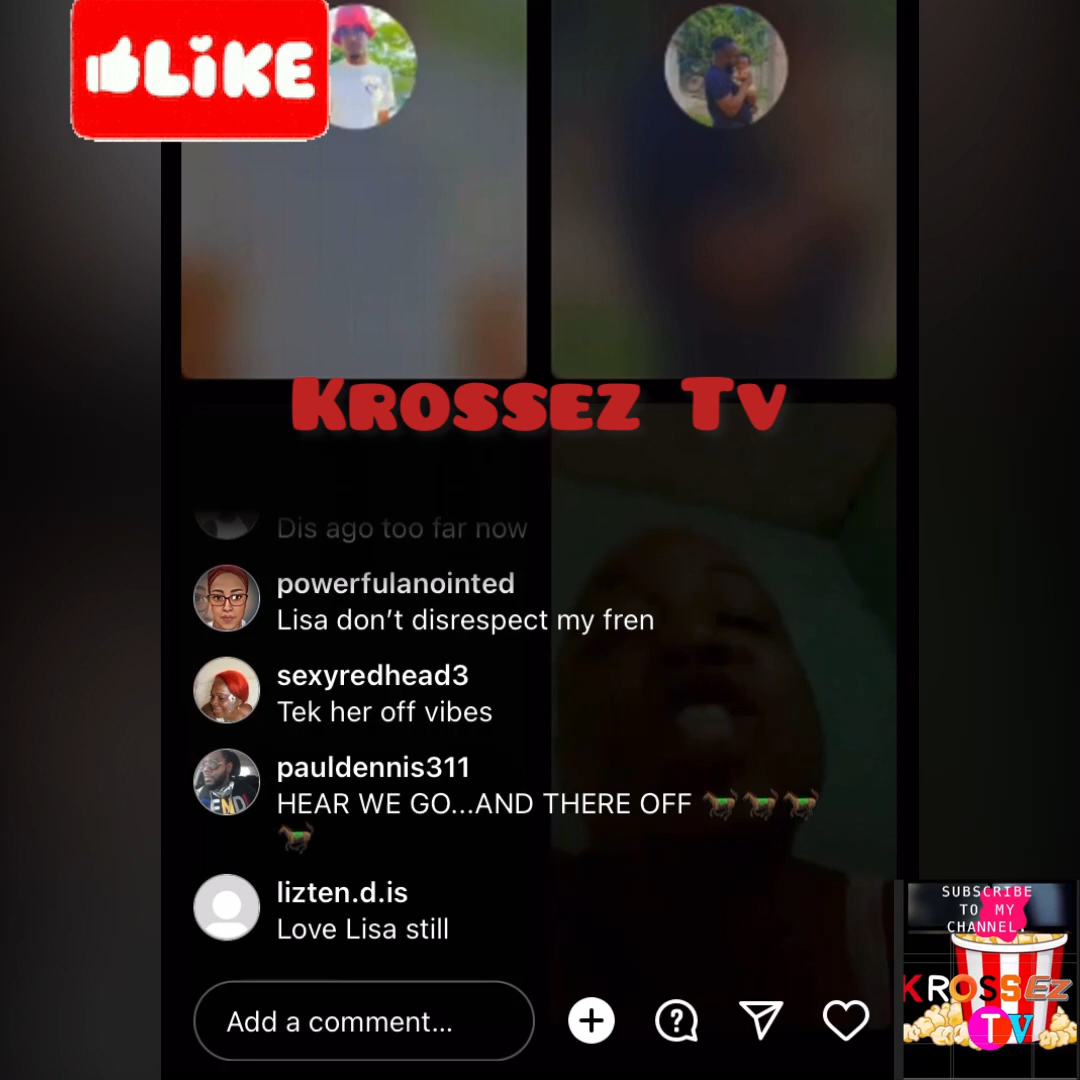 LiKE
KROSSEZ TV
Dis ago too far now
powerfulanointed
Lisa don’t disrespect my fren
sexyredhead3
Tek her off vibes
pauldennis311
HEAR WE GO...AND THERE OFF 🐎🐎🐎
🐎
lizten.d.is
Love Lisa still
Add a comment...
SUBSCRIBE
TO MY
CHANNEL.
KROSSEz
TV